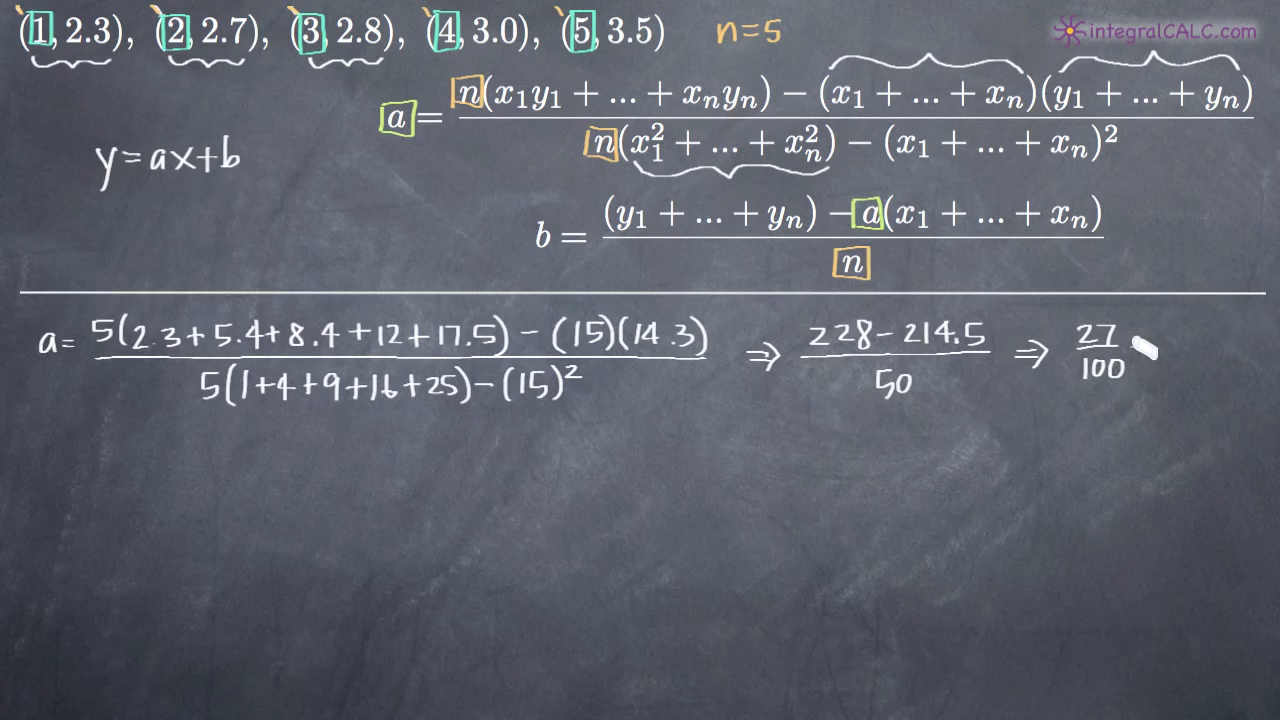 (1, 2.3), (2, 2.7), (3, 2.8), (4, 3.0), (5, 3.5) n=5
integralCALC.com
a = n(x₁y₁ + ... + xₙyₙ) − (x₁ + ... + xₙ)(y₁ + ... + yₙ) / n(x₁² + ... + xₙ²) − (x₁ + ... + xₙ)²
y=ax+b
b = (y₁ + ... + yₙ) − a(x₁ + ... + xₙ) / n
a= 5(2.3+5.4+8.4+12+17.5)−(15)(14.3) / 5(1+4+9+16+25)−(15)² ⇒ 228−214.5 / 50 ⇒ 27/100